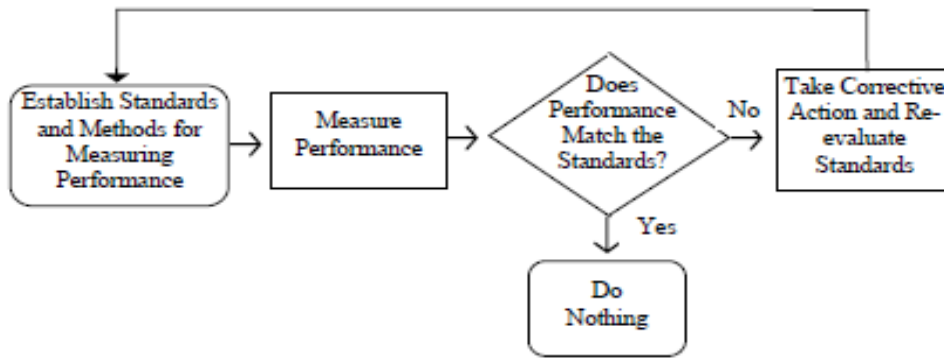 Establish Standards
and Methods for
Measuring
Performance
Measure
Performance
Does
Performance
Match the
Standards?
No
Take Corrective
Action and Re-
evaluate
Standards
Yes
Do
Nothing